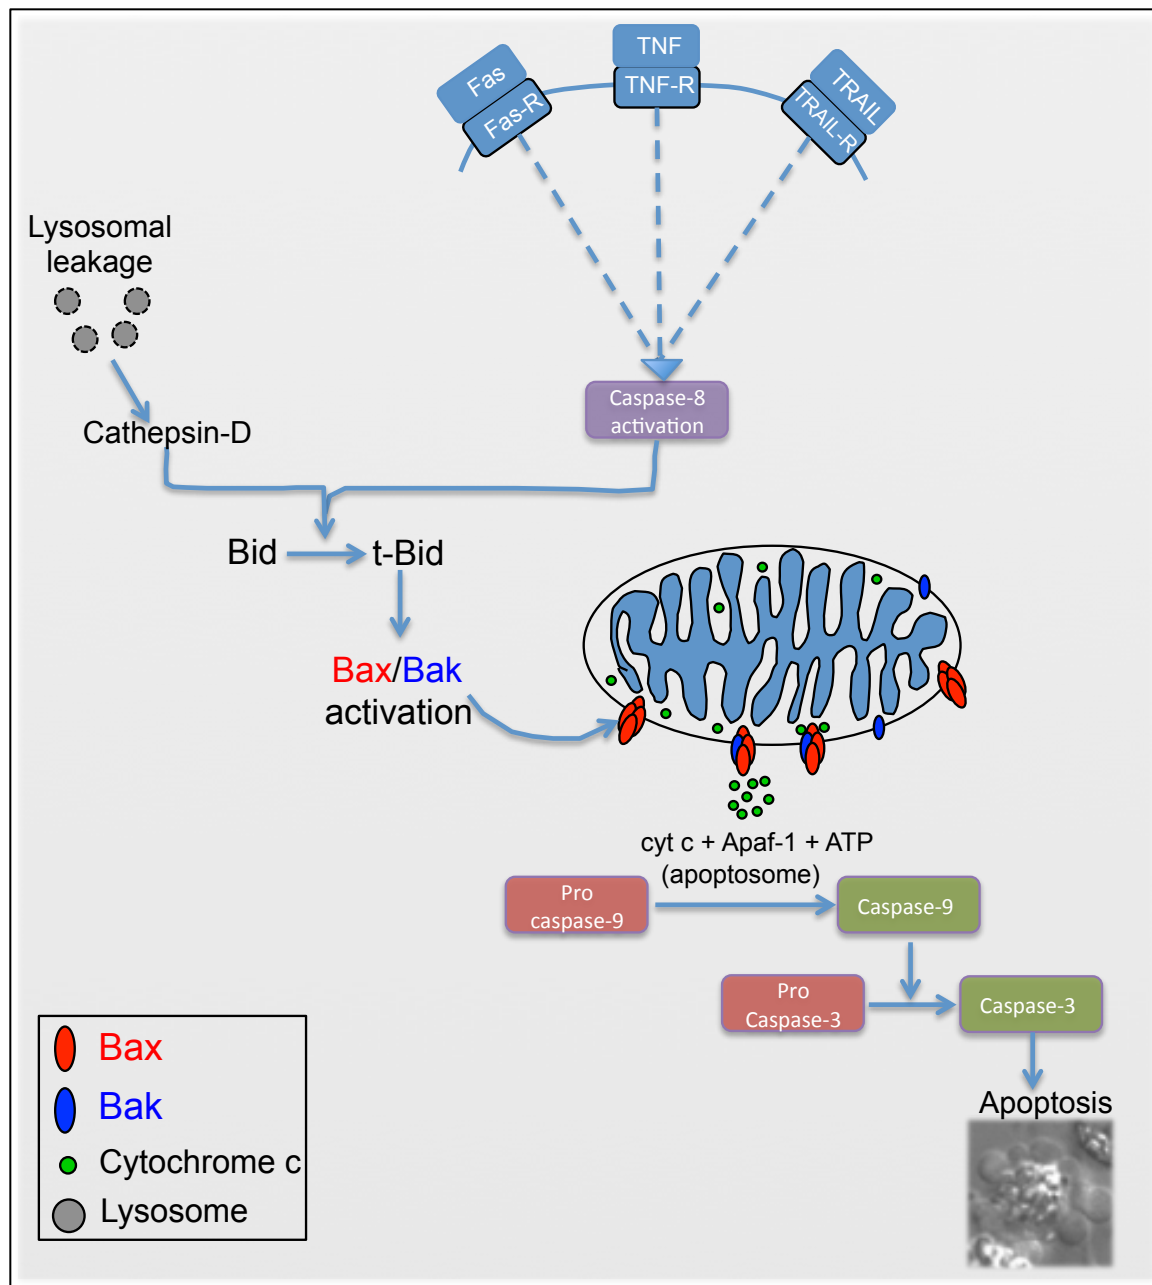 TNF
TNF-R
Fas
Fas-R
TRAIL
TRAIL-R
Lysosomal
leakage
Caspase-8
activation
Cathepsin-D
Bid
t-Bid
Bax/Bak
activation
cyt c + Apaf-1 + ATP
(apoptosome)
Pro
caspase-9
Caspase-9
Pro
Caspase-3
Caspase-3
Apoptosis
Bax
Bak
Cytochrome c
Lysosome